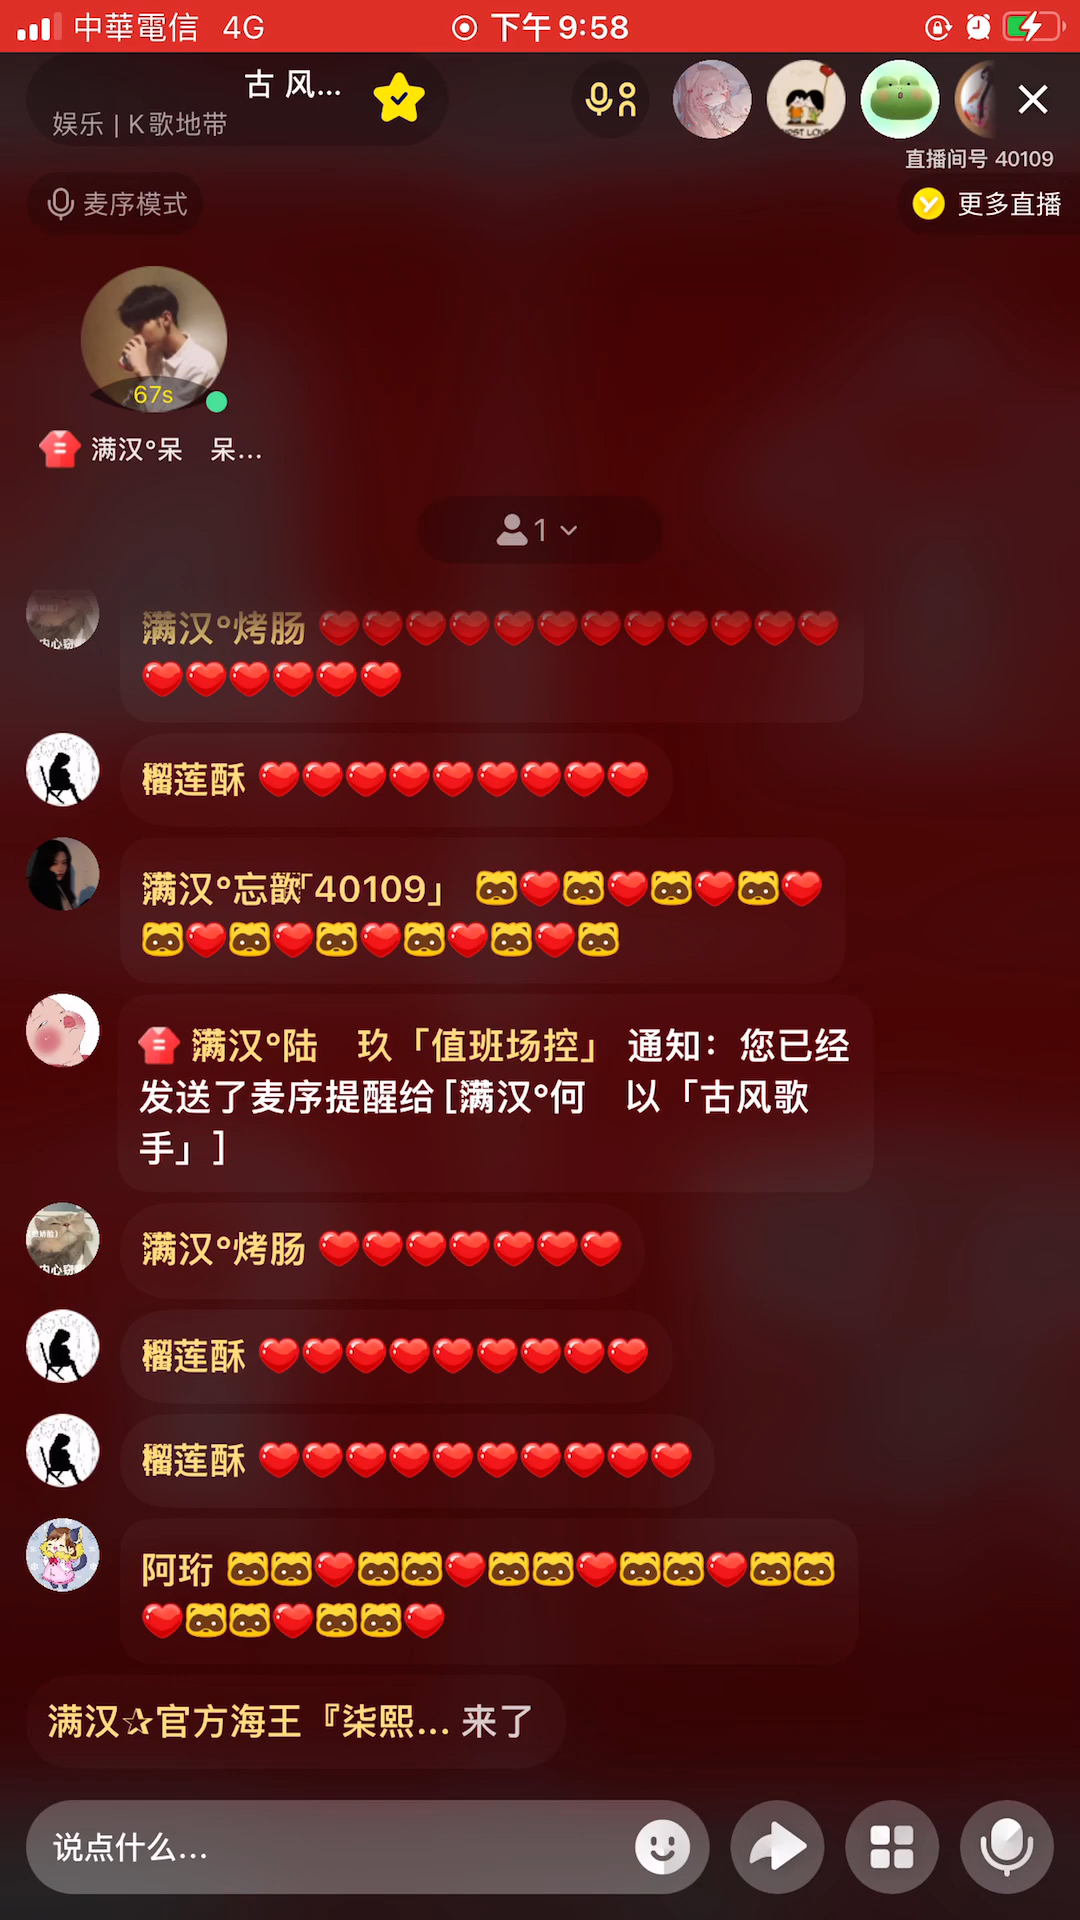 中華電信 4G 下午9:58
古 风...
娱乐 | K歌地带
直播间号 40109
麦序模式
更多直播
67s
满汉°呆 呆...
1
满汉°烤肠 ❤❤❤❤❤❤❤❤❤❤❤❤
❤❤❤❤❤❤
榴莲酥 ❤❤❤❤❤❤❤❤❤
满汉°忘歆「40109」
满汉°陆 玖「值班场控」 通知：您已经
发送了麦序提醒给 [满汉°何 以「古风歌
手」]
满汉°烤肠 ❤❤❤❤❤❤❤
榴莲酥 ❤❤❤❤❤❤❤❤❤
榴莲酥 ❤❤❤❤❤❤❤❤❤❤
阿珩
满汉✰官方海王『柒熙... 来了
说点什么...